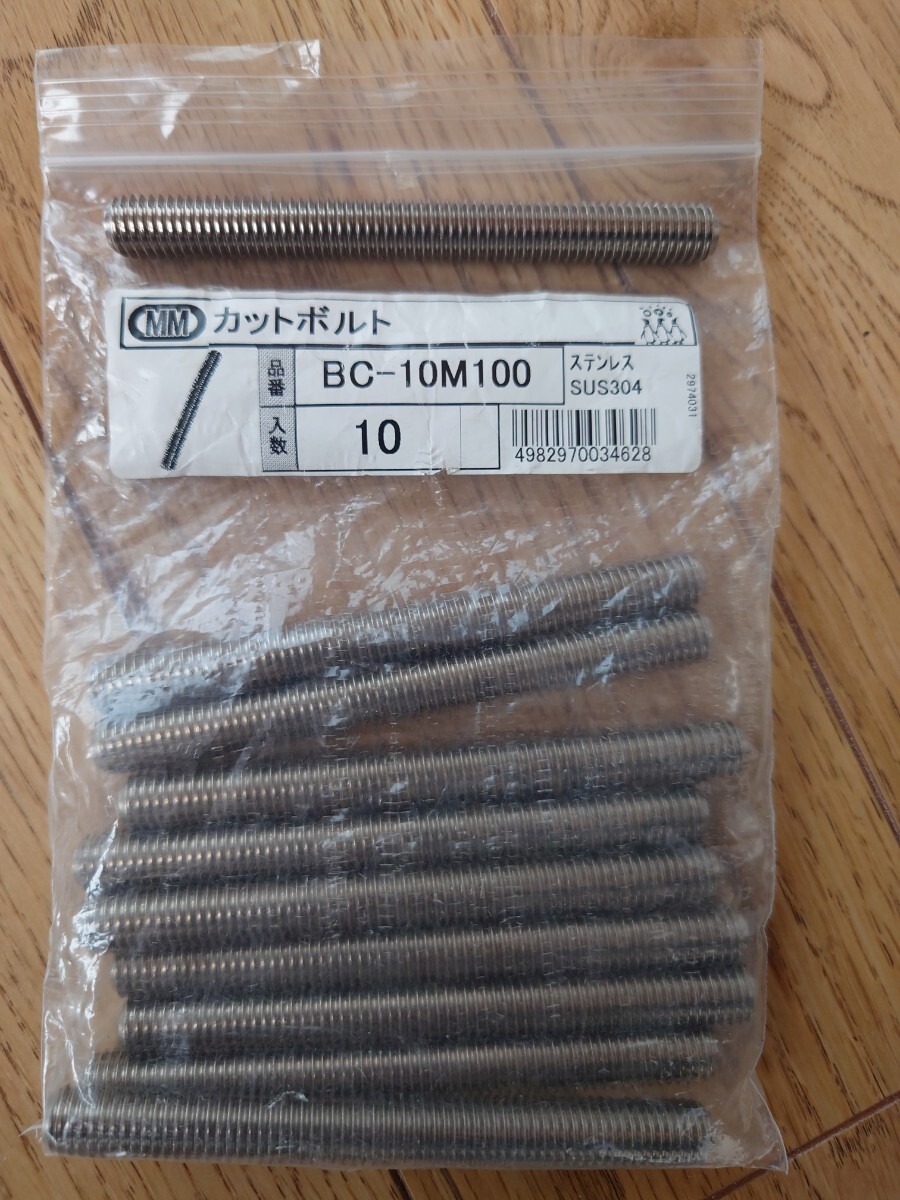 MM カットボルト
品番 BC-10M100 ステンレス SUS304
入数 10
4982970034628
2974031